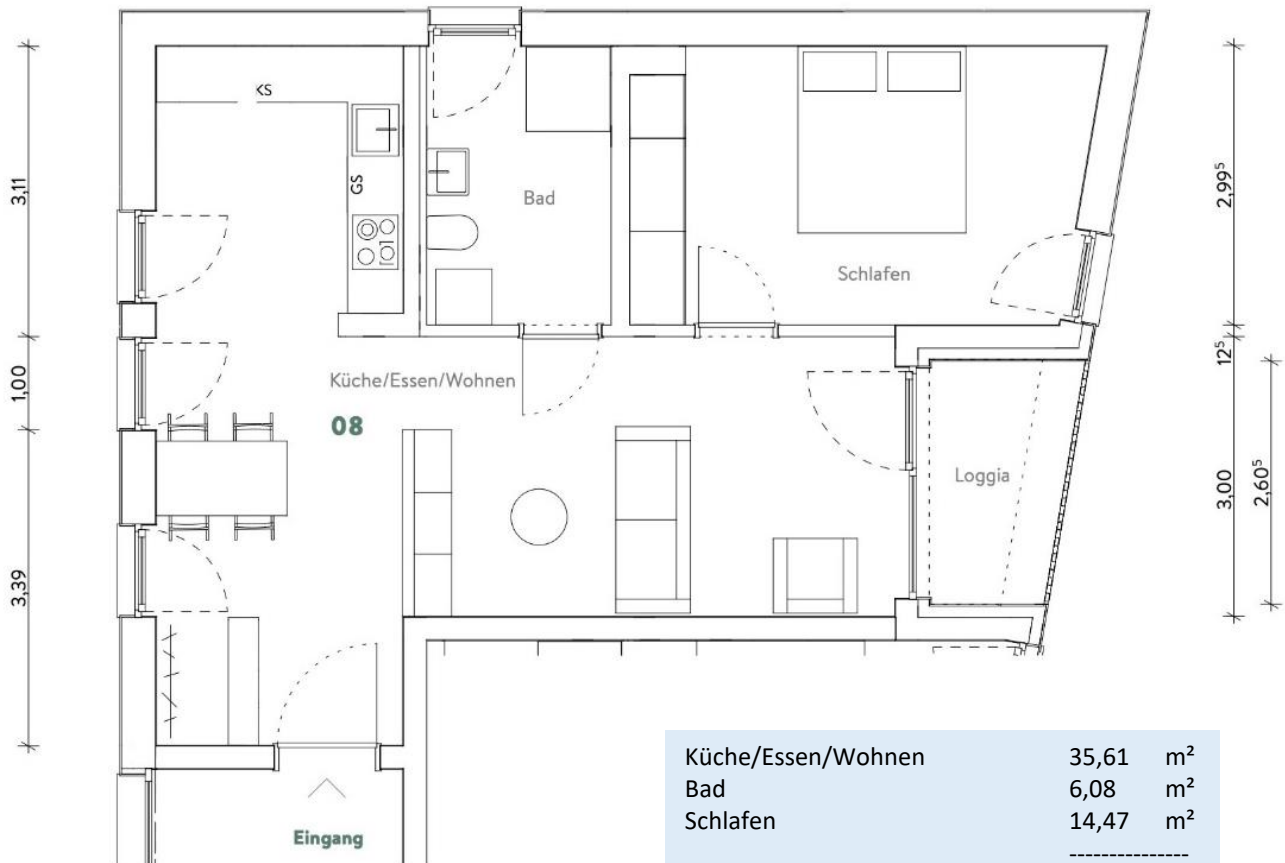 KS
3,11
GS
Bad
Schlafen
2,99⁵
1,00
Küche/Essen/Wohnen
08
12⁵
Loggia
3,00
2,60⁵
3,39
Eingang
Küche/Essen/Wohnen 35,61 m²
Bad 6,08 m²
Schlafen 14,47 m²
---------------